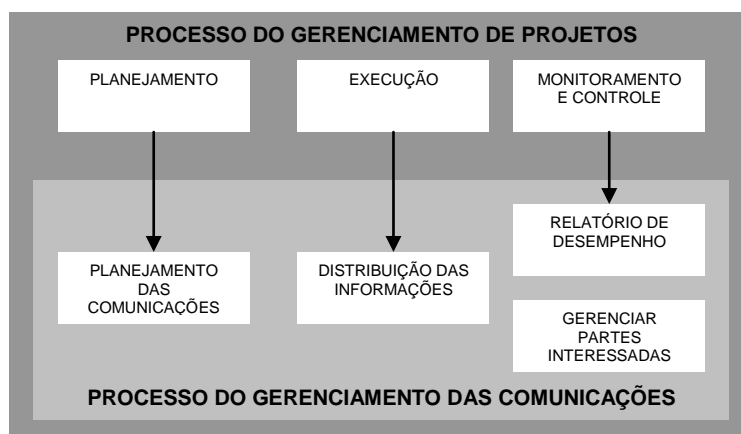 PROCESSO DO GERENCIAMENTO DE PROJETOS
PLANEJAMENTO
EXECUÇÃO
MONITORAMENTO
E CONTROLE
RELATÓRIO DE
DESEMPENHO
PLANEJAMENTO
DAS
COMUNICAÇÕES
DISTRIBUIÇÃO DAS
INFORMAÇÕES
GERENCIAR
PARTES
INTERESSADAS
PROCESSO DO GERENCIAMENTO DAS COMUNICAÇÕES